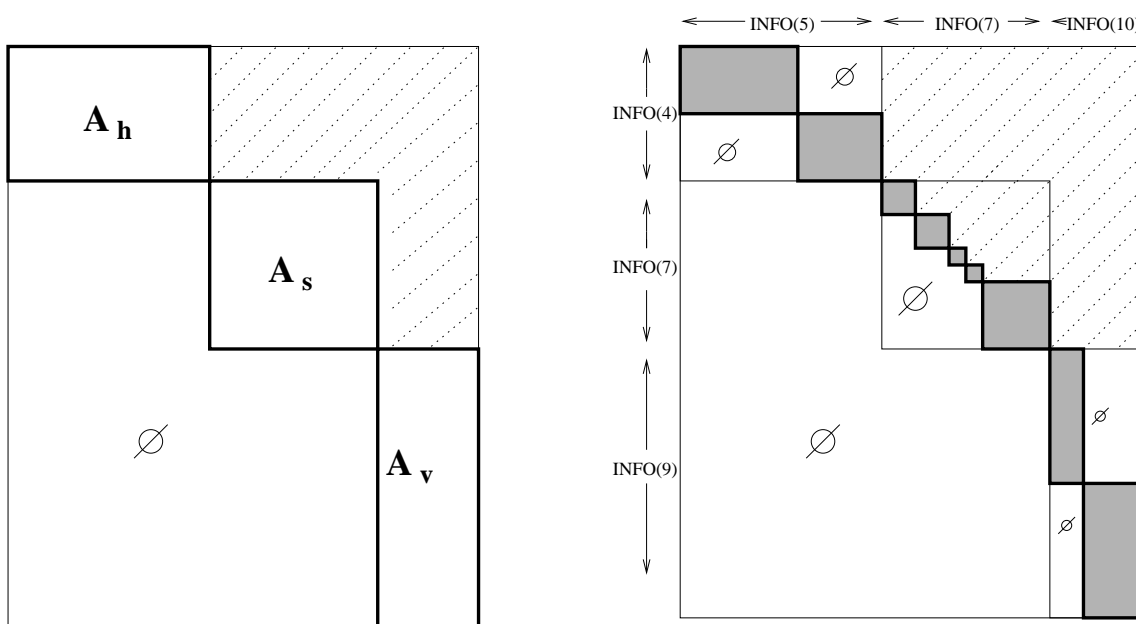 INFO(5) INFO(7) INFO(10)
A h
INFO(4)
A s
INFO(7)
A v
INFO(9)